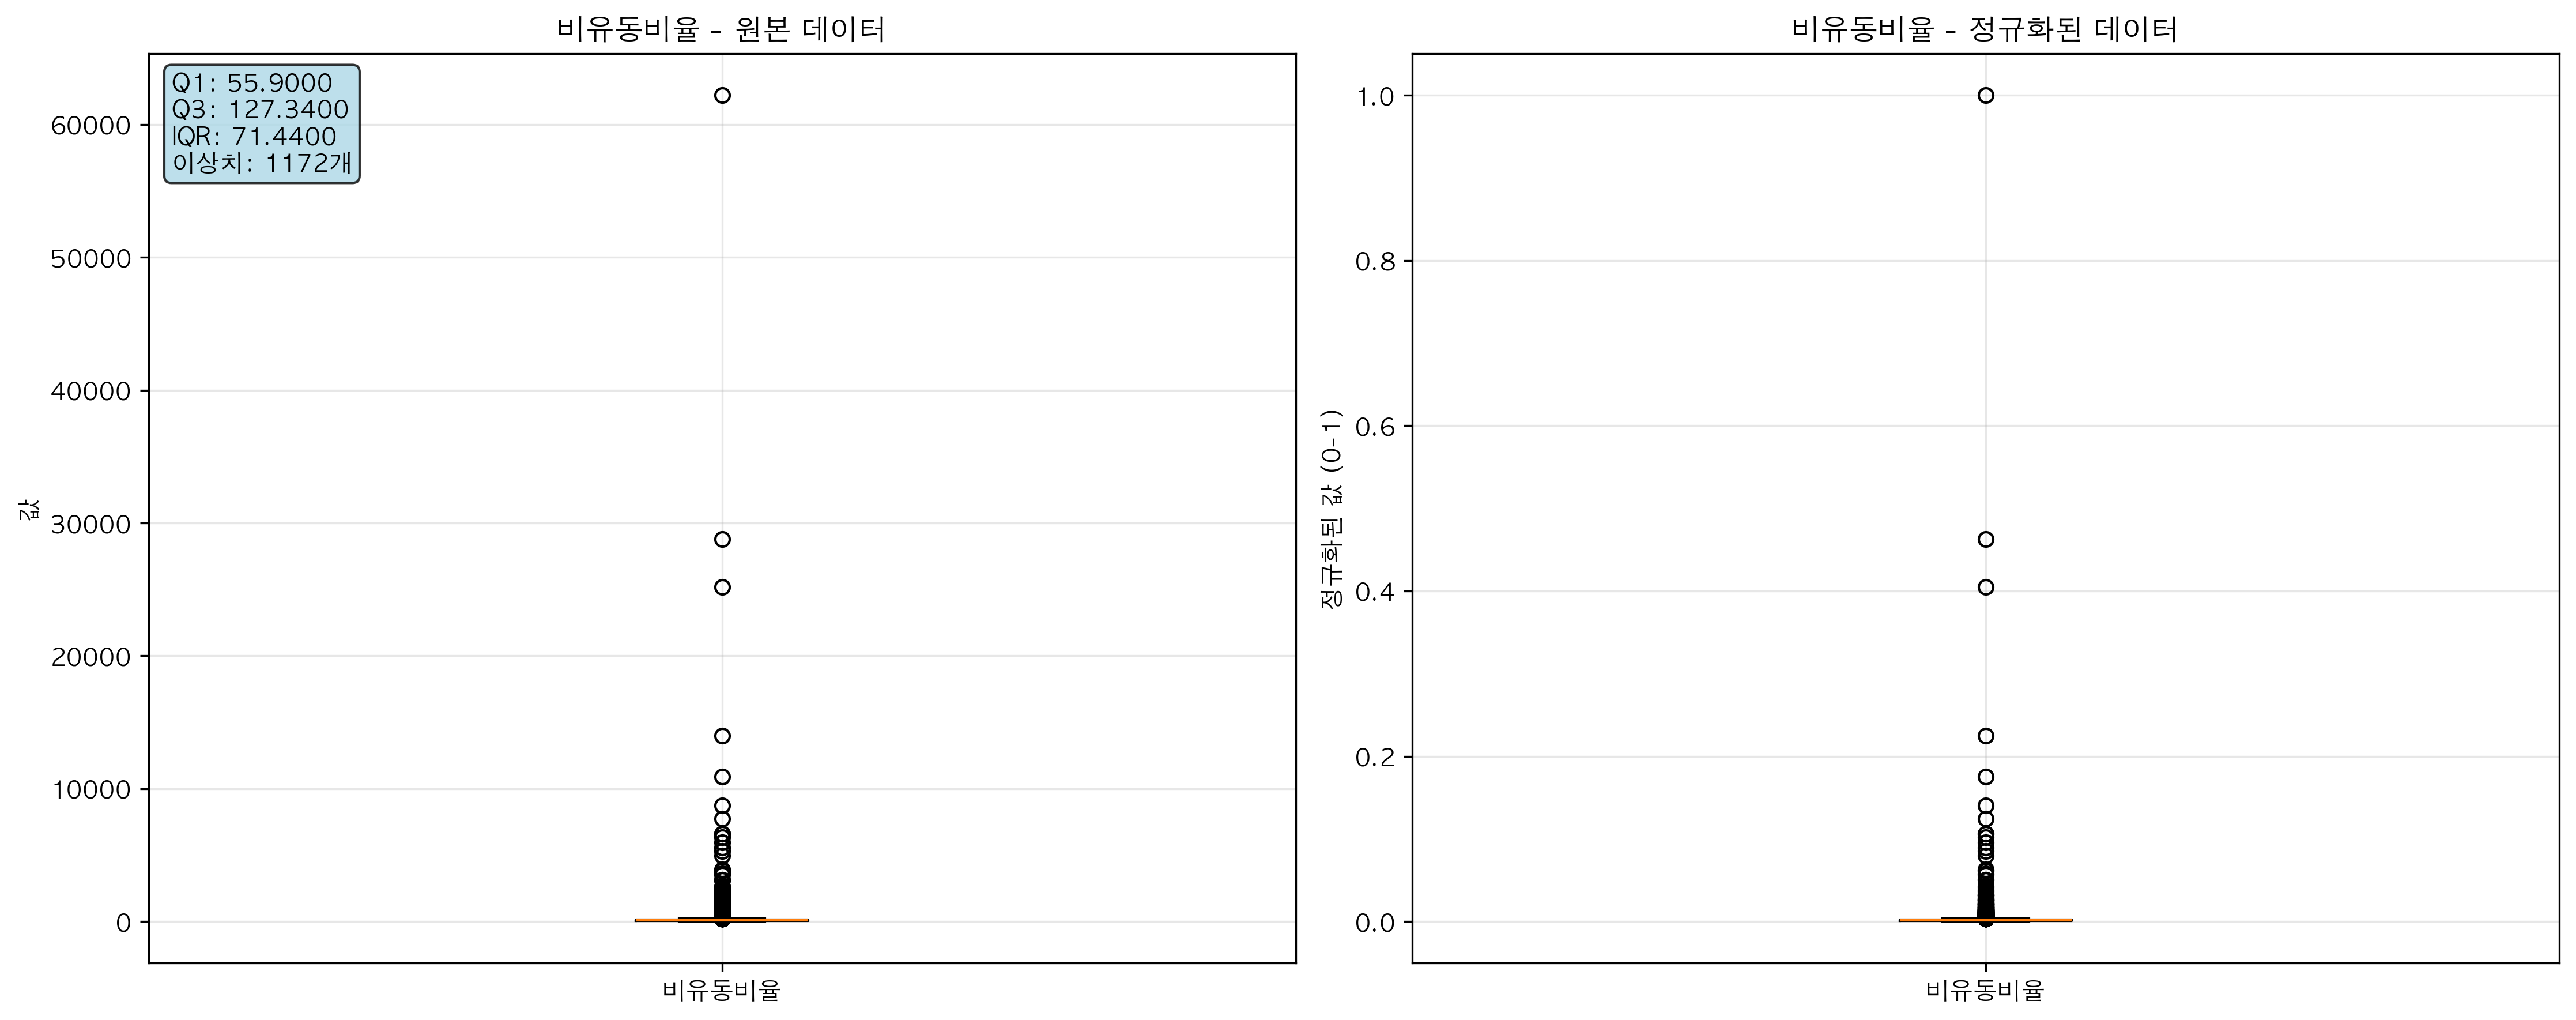 비유동비율 - 원본 데이터
Q1: 55.9000
Q3: 127.3400
IQR: 71.4400
이상치: 1172개
값
60000
50000
40000
30000
20000
10000
0
비유동비율
비유동비율 - 정규화된 데이터
정규화된 값 (0-1)
1.0
0.8
0.6
0.4
0.2
0.0
비유동비율